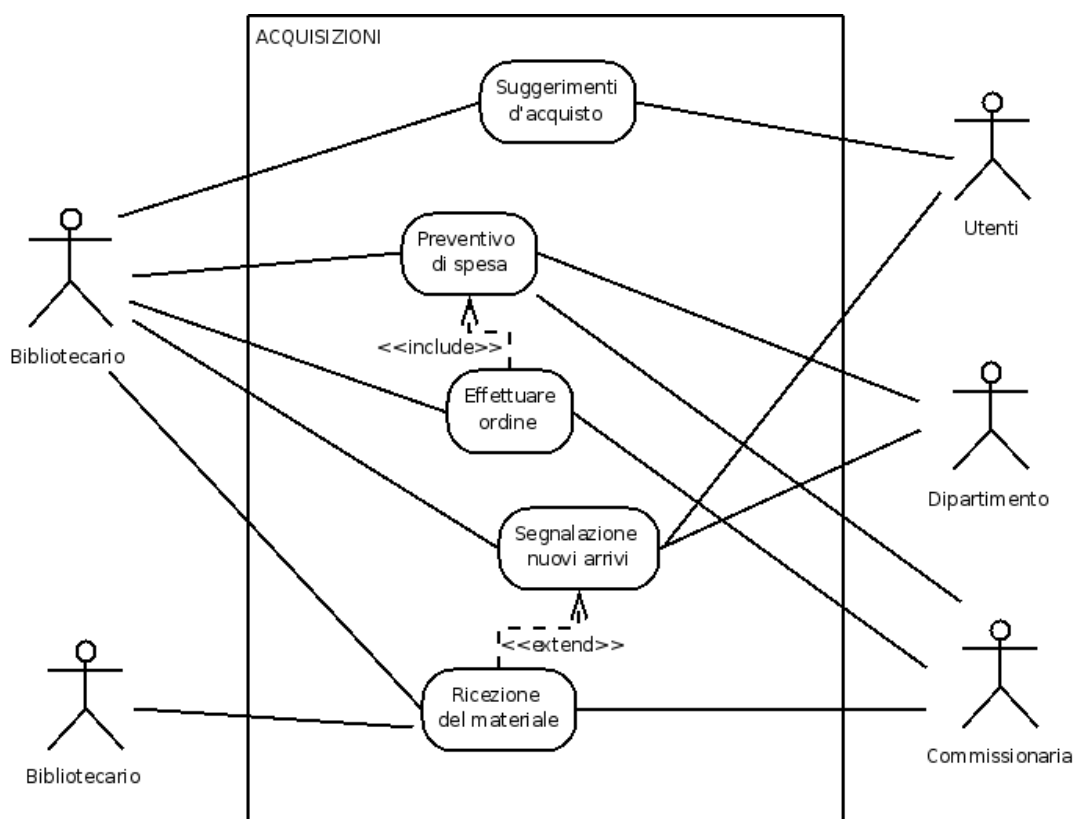 ACQUISIZIONI
Suggerimenti
d'acquisto
Utenti
Preventivo
di spesa
Bibliotecario
<<include>>
Effettuare
ordine
Dipartimento
Segnalazione
nuovi arrivi
<<extend>>
Ricezione
del materiale
Bibliotecario
Commissionaria